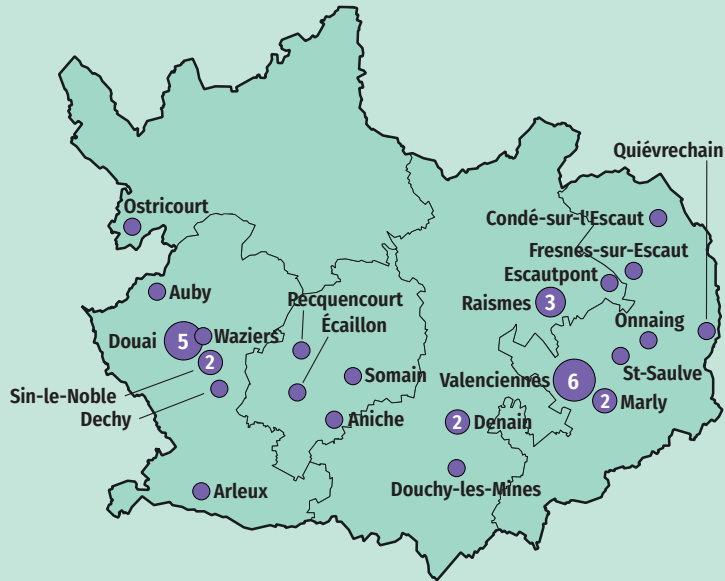 Quiévrechain
Ostricourt
Condé-sur-l'Escaut
Fresnes-sur-Escaut
Escautpont
Auby
Pecquencourt
Raismes
3
Écaillon
Onnaing
Douai
5
Waziers
2
Somain
St-Saulve
Valenciennes
6
Sin-le-Noble
Dechy
2
Marly
Aniche
2
Denain
Arleux
Douchy-les-Mines